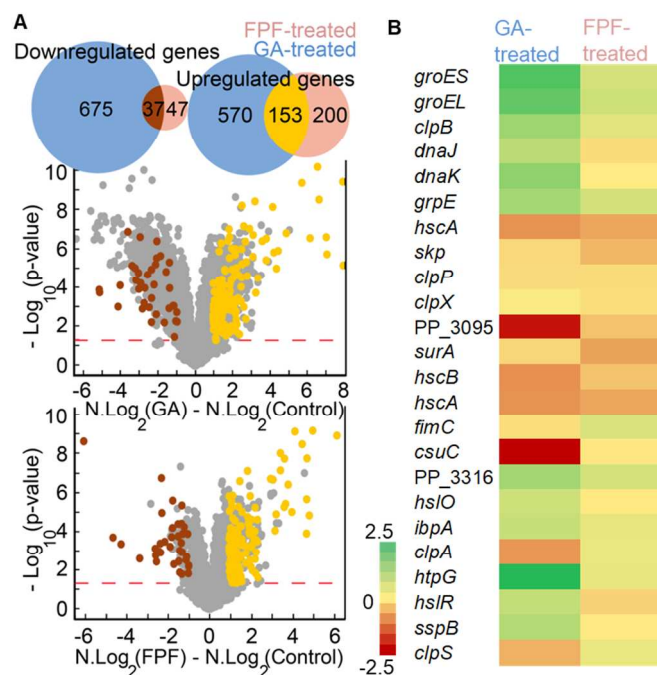 A
FPF-treated
GA-treated
Downregulated genes
Upregulated genes
675
37
47
570
153
200
10
8
6
4
2
0
- Log10 (p-value)
-6 -4 -2 0 2 4 6 8
N.Log2(GA) - N.Log2(Control)
10
8
6
4
2
0
- Log10 (p-value)
-6 -4 -2 0 2 4 6
N.Log2(FPF) - N.Log2(Control)
B
GA-treated
FPF-treated
groES
groEL
clpB
dnaJ
dnaK
grpE
hscA
skp
clpP
clpX
PP_3095
surA
hscB
hscA
fimC
csuC
PP_3316
hslO
ibpA
clpA
htpG
hslR
sspB
clpS
2.5
0
-2.5